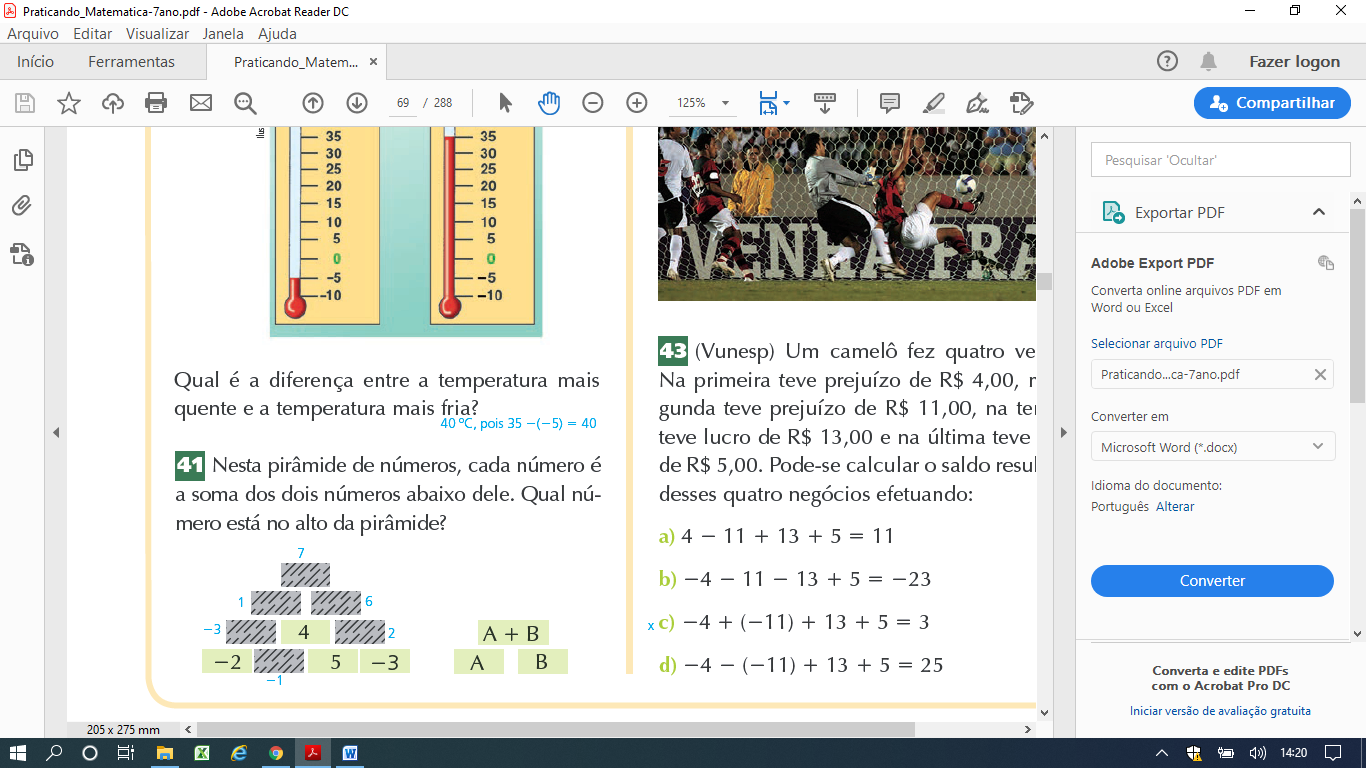 Praticando_Matematica-7ano.pdf - Adobe Acrobat Reader DC
Arquivo Editar Visualizar Janela Ajuda
Início Ferramentas Praticando_Matem... Fazer logon
69 / 288 125% Compartilhar
35 35
30 30
25 25
20 20
15 15
10 10
5 5
0 0
−5 −5
−10 −10
VENHA FRA
Qual é a diferença entre a temperatura mais
quente e a temperatura mais fria?
40 ºC, pois 35 −(−5) = 40
41 Nesta pirâmide de números, cada número é
a soma dos dois números abaixo dele. Qual nú-
mero está no alto da pirâmide?
7
1 6
−3 4 2
−2 5 −3
−1
A + B
A B
43 (Vunesp) Um camelô fez quatro ve
Na primeira teve prejuízo de R$ 4,00, n
gunda teve prejuízo de R$ 11,00, na ter
teve lucro de R$ 13,00 e na última teve
de R$ 5,00. Pode-se calcular o saldo resul
desses quatro negócios efetuando:
a) 4 − 11 + 13 + 5 = 11
b) −4 − 11 − 13 + 5 = −23
x c) −4 + (−11) + 13 + 5 = 3
d) −4 − (−11) + 13 + 5 = 25
205 x 275 mm
Pesquisar 'Ocultar'
Exportar PDF
Adobe Export PDF
Converta online arquivos PDF em
Word ou Excel
Selecionar arquivo PDF
Praticando...ca-7ano.pdf
Converter em
Microsoft Word (*.docx)
Idioma do documento:
Português Alterar
Converter
Converta e edite PDFs
com o Acrobat Pro DC
Iniciar versão de avaliação gratuita
14:20